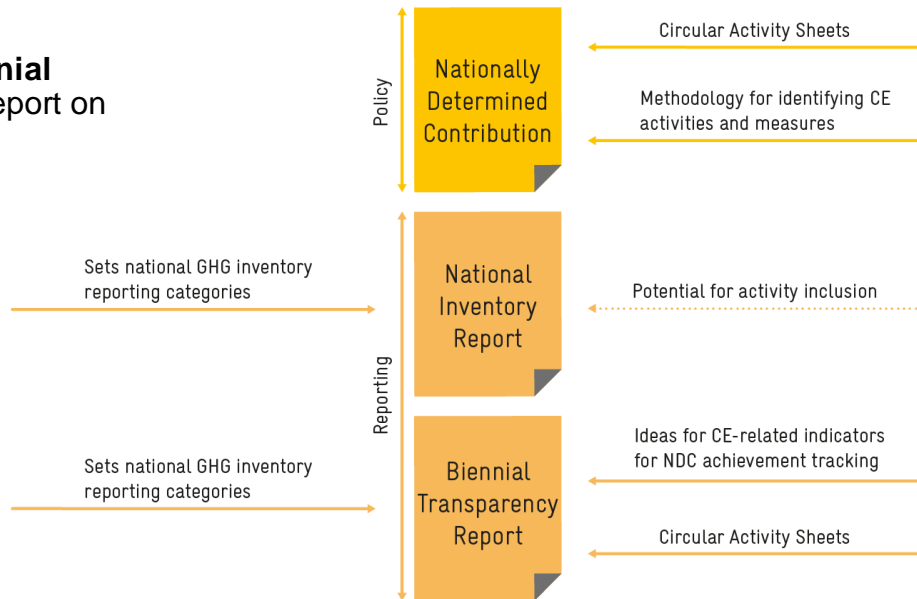 nial
eport on
Policy
Nationally
Determined
Contribution
Circular Activity Sheets
Methodology for identifying CE
activities and measures
Sets national GHG inventory
reporting categories
Reporting
National
Inventory
Report
Potential for activity inclusion
Sets national GHG inventory
reporting categories
Biennial
Transparency
Report
Ideas for CE-related indicators
for NDC achievement tracking
Circular Activity Sheets